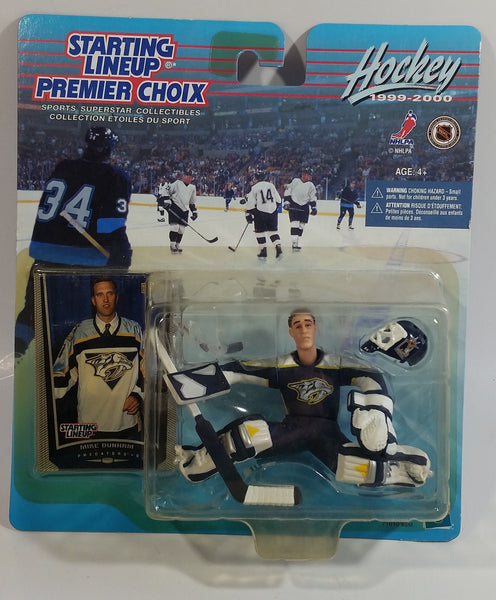 STARTING
LINEUP®
PREMIER CHOIX
SPORTS SUPERSTAR COLLECTIBLES
COLLECTION ÉTOILES DU SPORT
Hockey
1999-2000
© NHLPA
AGE: 4+
WARNING CHOKING HAZARD – Small
parts. Not for children under 3 years.
ATTENTION RISQUE D'ÉTOUFFEMENT
Petites pièces. Déconseillé aux enfants
de moins de 3 ans.
34
3
14
STARTING
LINEUP
MIKE DUNHAM
PREDATORS